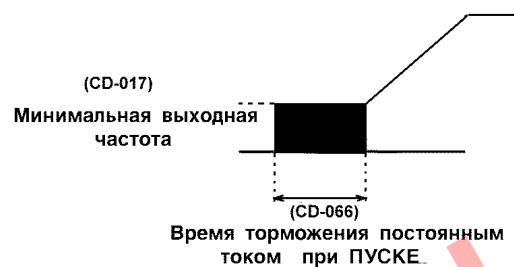 (CD-017)
Минимальная выходная
частота
(CD-066)
Время торможения постоянным
током при ПУСКЕ